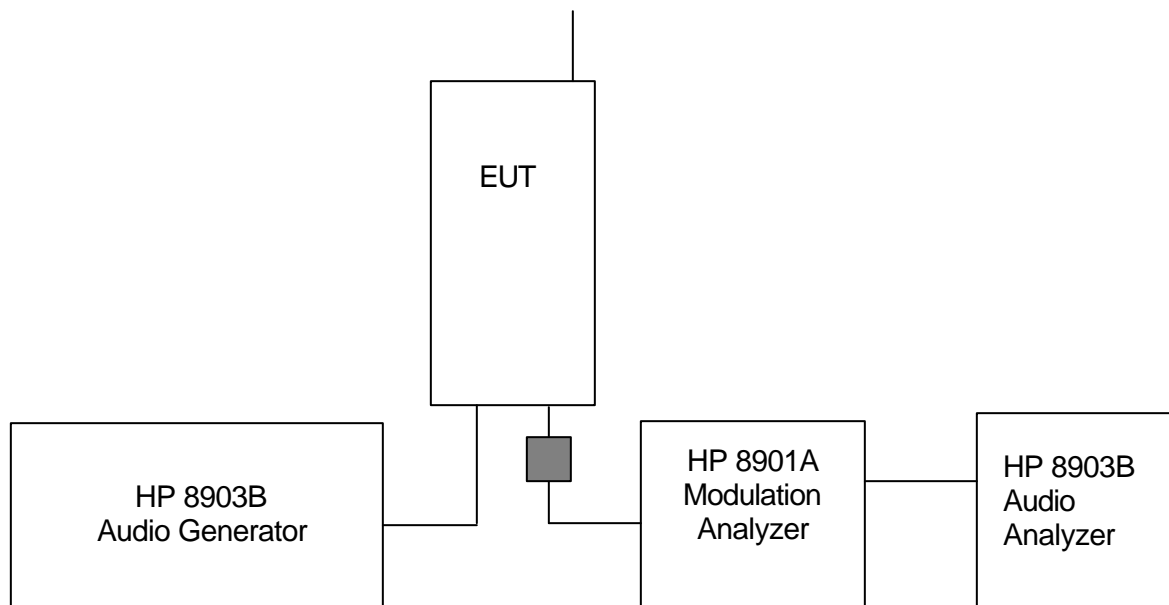 EUT
HP 8903B
Audio Generator
HP 8901A
Modulation
Analyzer
HP 8903B
Audio
Analyzer